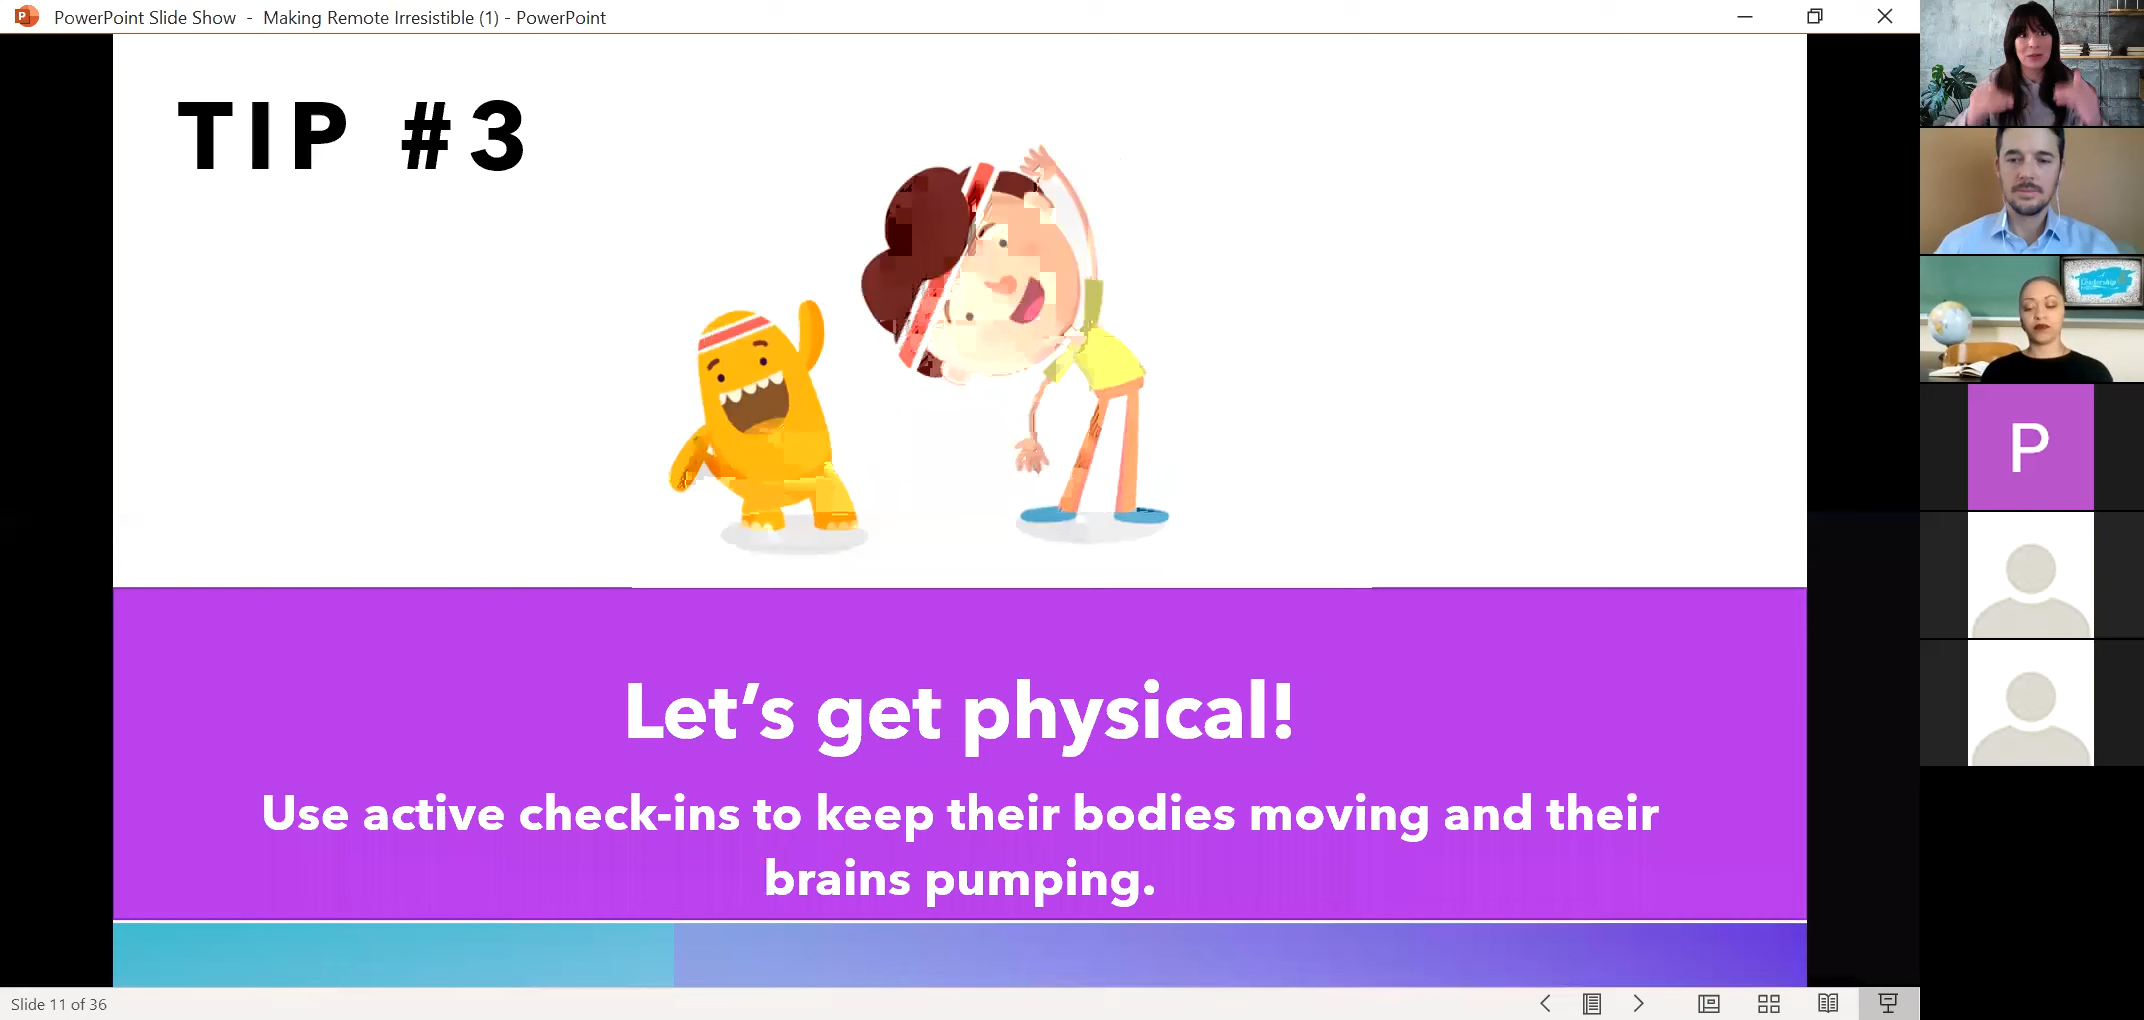 PowerPoint Slide Show - Making Remote Irresistible (1) - PowerPoint
TIP #3
Let’s get physical!
Use active check-ins to keep their bodies moving and their
brains pumping.
Slide 11 of 36
P
Leadership